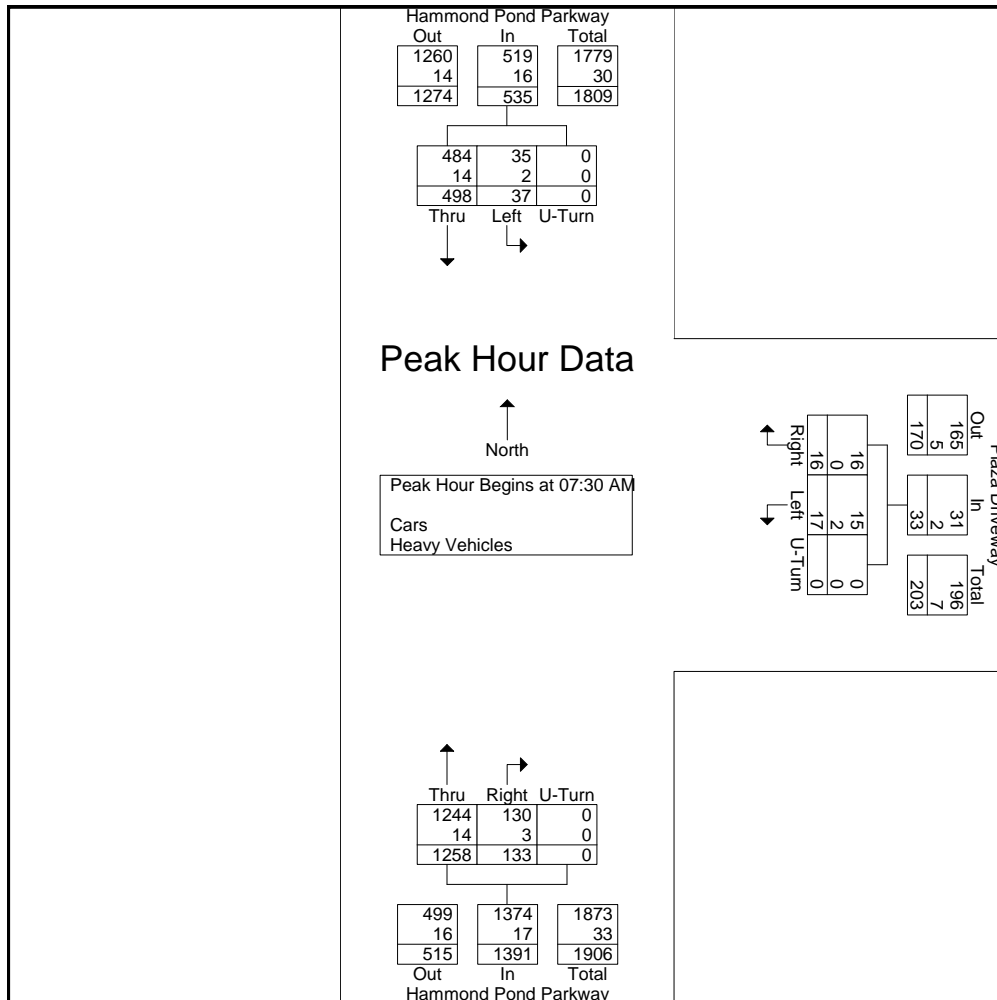 Hammond Pond Parkway
Out In Total
1260 519 1779
14 16 30
1274 535 1809
484 35 0
14 2 0
498 37 0
Thru Left U-Turn
Peak Hour Data
North
Peak Hour Begins at 07:30 AM
Cars
Heavy Vehicles
Plaza Driveway
Out In Total
165 31 196
5 2 7
170 33 203
16 15 0
0 2 0
16 17 0
Right Left U-Turn
Thru Right U-Turn
1244 130 0
14 3 0
1258 133 0
499 1374 1873
16 17 33
515 1391 1906
Out In Total
Hammond Pond Parkway